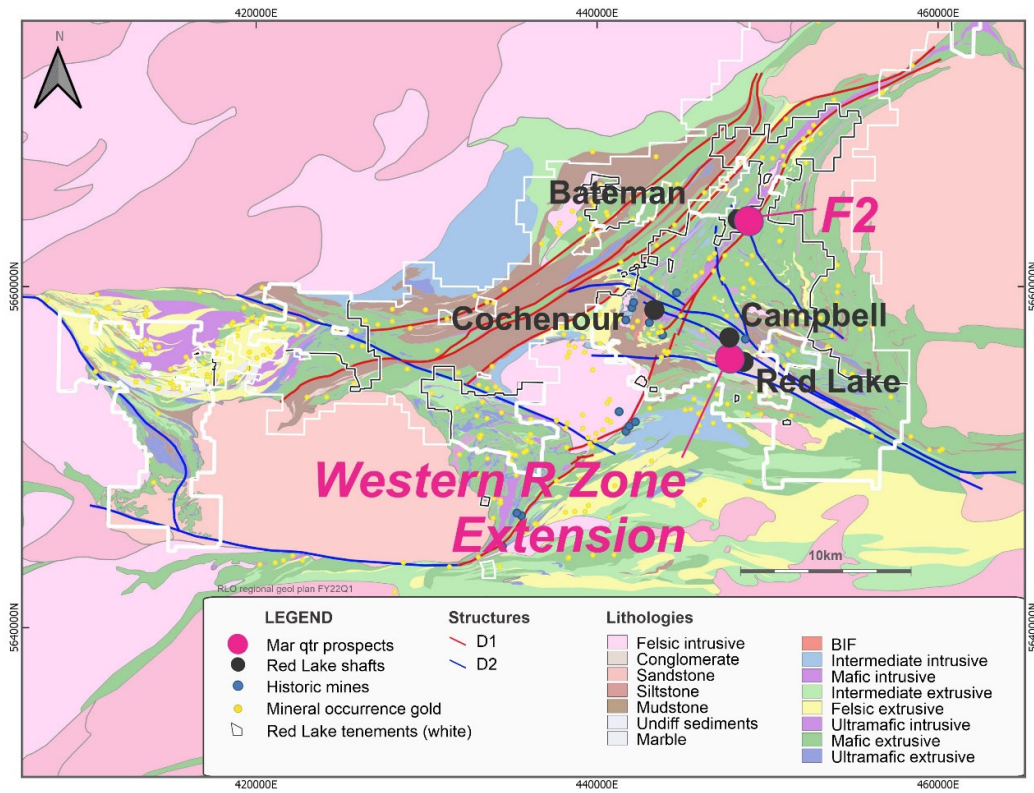 420000E
440000E
460000E
N
Bateman
F2
5660000N
5660000N
Cochenour
Campbell
Red Lake
Western R Zone
Extension
10km
RLO regional geol plan FY22Q1
LEGEND
Mar qtr prospects
Red Lake shafts
Historic mines
Mineral occurrence gold
Red Lake tenements (white)
Structures
D1
D2
Lithologies
Felsic intrusive
Conglomerate
Sandstone
Siltstone
Mudstone
Undiff sediments
Marble
BIF
Intermediate intrusive
Mafic intrusive
Intermediate extrusive
Felsic extrusive
Ultramafic intrusive
Mafic extrusive
Ultramafic extrusive
5640000N
5640000N
420000E
440000E
460000E